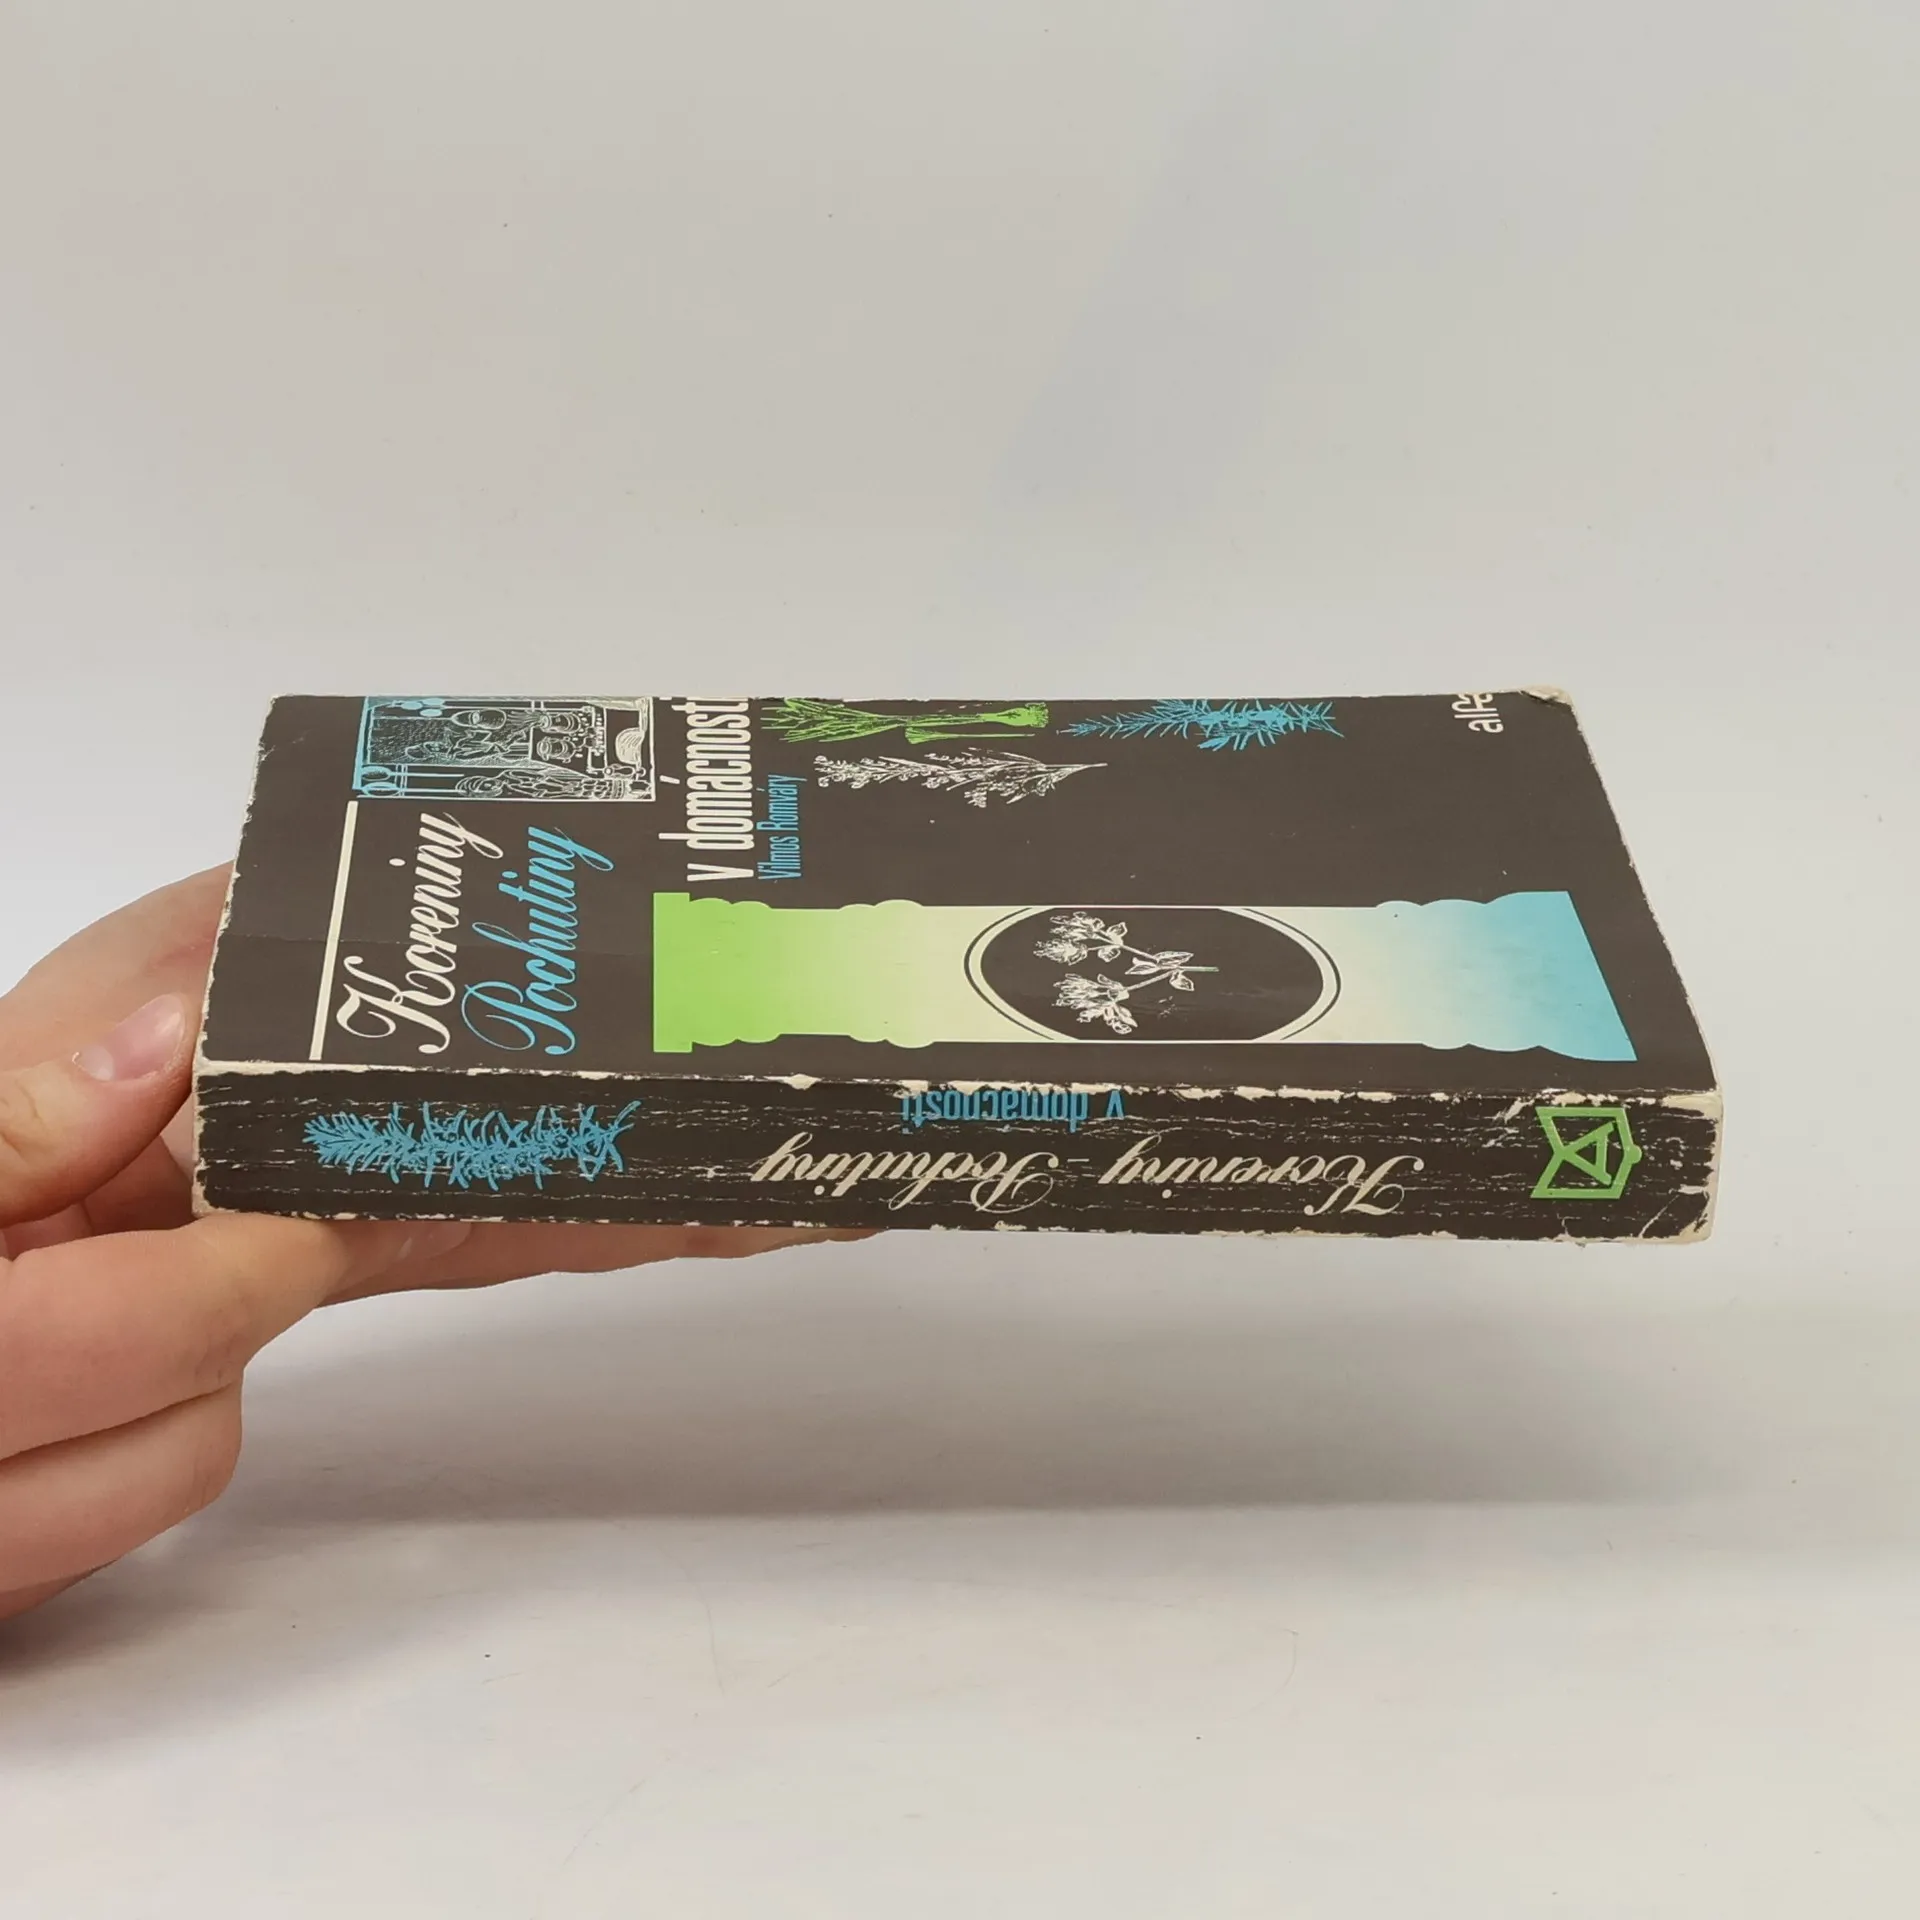 Koreniny
Pochutiny
v domácnosti
Vilmos Romváry
alfa
Koreniny – Pochutiny
v domácnosti
A